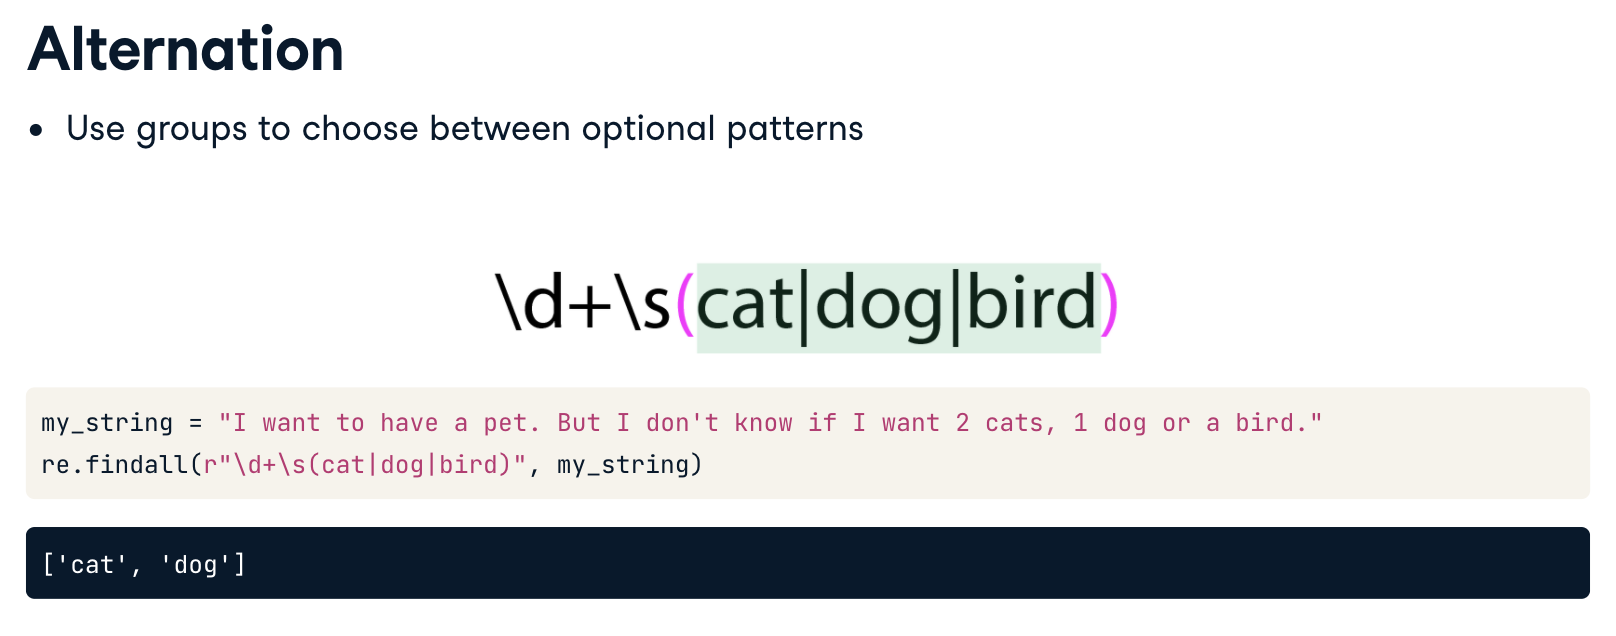 Alternation
• Use groups to choose between optional patterns
\d+\s(cat|dog|bird)
my_string = "I want to have a pet. But I don't know if I want 2 cats, 1 dog or a bird."
re.findall(r"\d+\s(cat|dog|bird)", my_string)
['cat', 'dog']